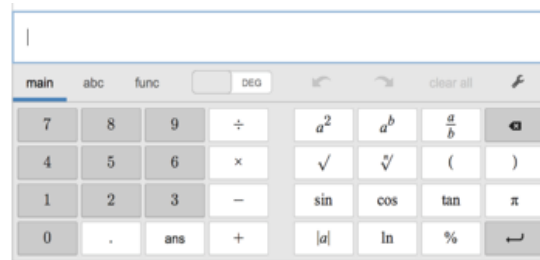 main abc func DEG clear all
7 8 9 ÷ a² aᵇ a/b
4 5 6 × √ ⁿ√ ( )
1 2 3 − sin cos tan π
0 . ans + |a| ln %